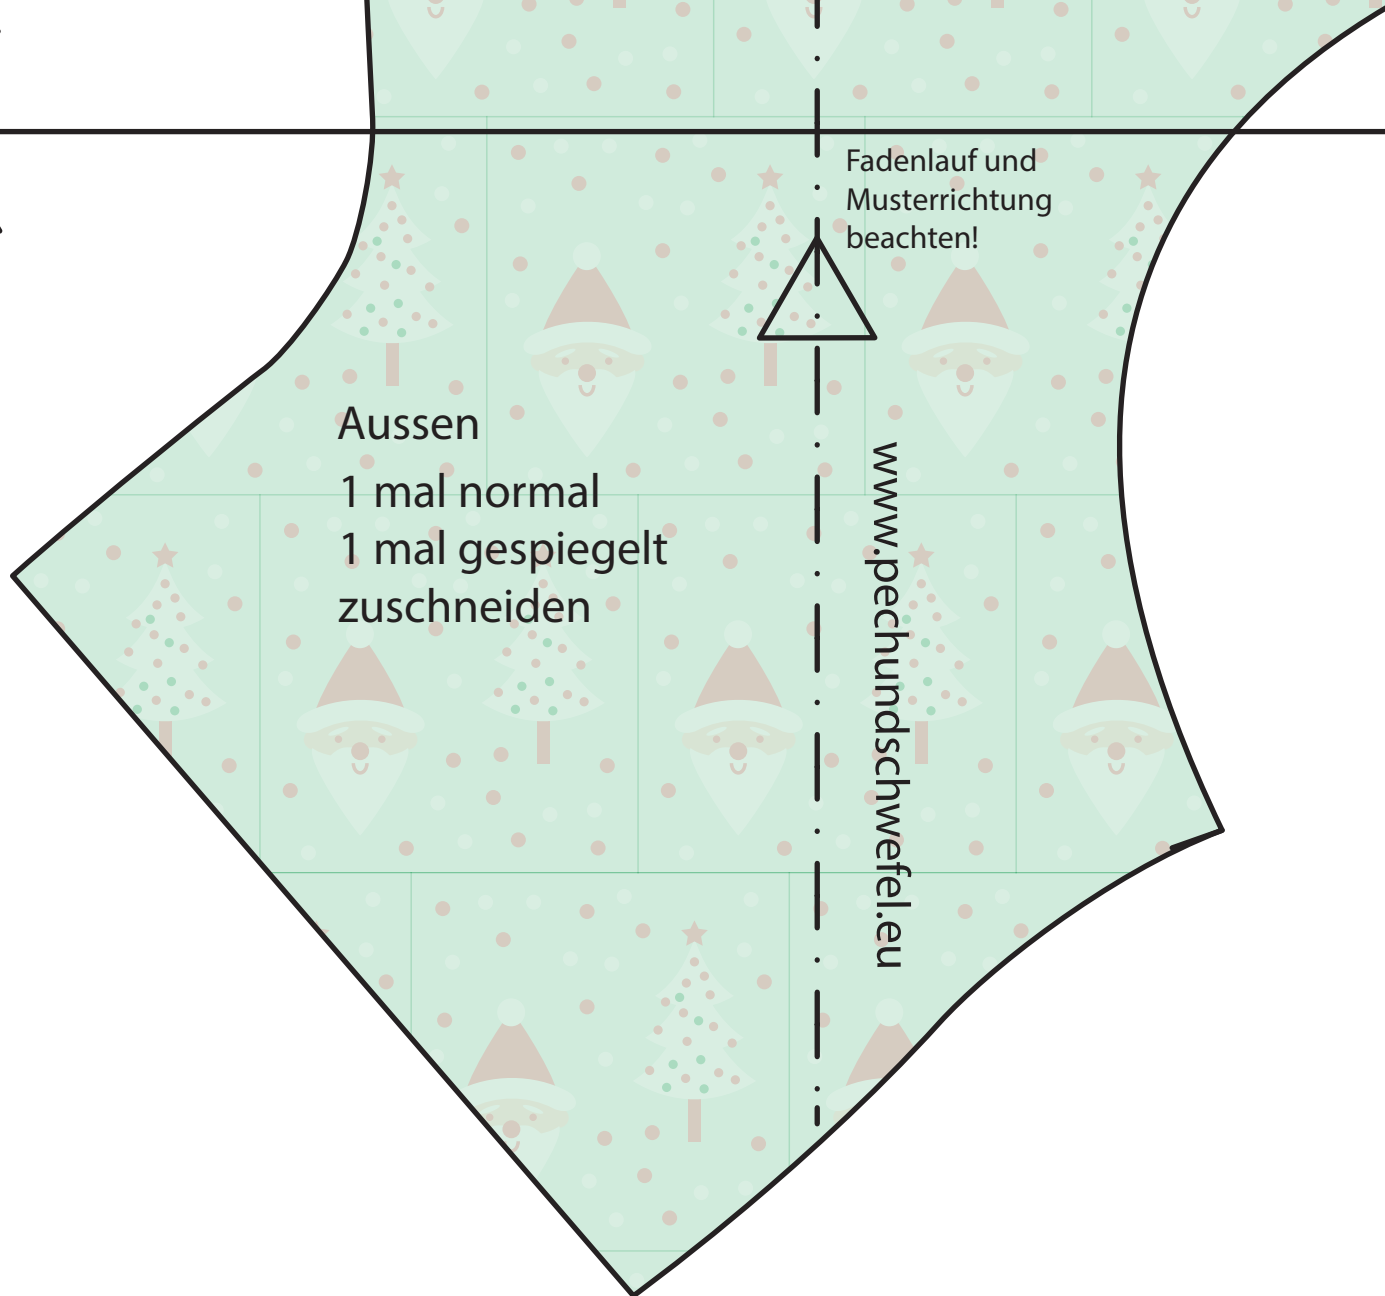 Fadenlauf und
Musterrichtung
beachten!
Aussen
1 mal normal
1 mal gespiegelt
zuschneiden
www.pechundschwefel.eu